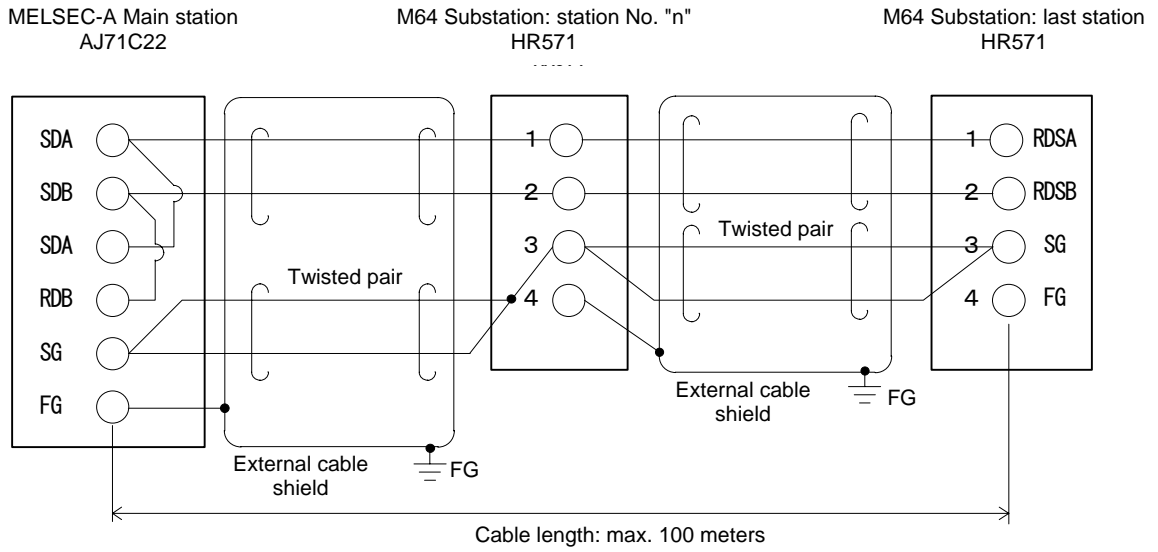 MELSEC-A Main station
AJ71C22
M64 Substation: station No. "n"
HR571
M64 Substation: last station
HR571
SDA
SDB
SDA
RDB
SG
FG
1
2
3
4
1 RDSA
2 RDSB
3 SG
4 FG
Twisted pair
Twisted pair
External cable
shield
FG
External cable
shield
FG
Cable length: max. 100 meters